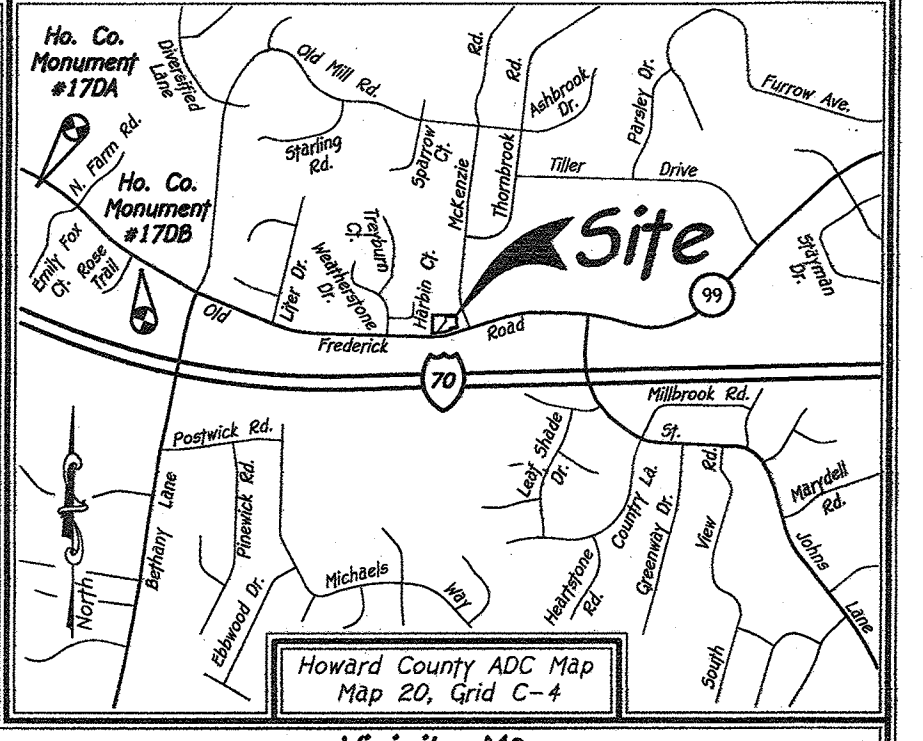 Ho. Co.
Monument
#17DA
Diversified
Lane
Old Mill Rd.
Rd.
Rd.
Ashbrook
Dr.
Parsley Dr.
Furrow Ave.
N. Farm Rd.
Starling
Rd.
Sparrow
Ct.
McKenzie
Thornbrook
Tiller Drive
Ho. Co.
Monument
#17DB
Emily Fox
Ct.
Rose
Trail
Liter Dr.
Weatherstone
Dr.
Treyburn
Ct.
Harbin Ct.
Site
99
Stayman
Dr.
Old
Frederick
Road
70
Millbrook Rd.
St.
Postwick Rd.
Leaf Shade
Dr.
Country La.
Rd.
Marydell
Rd.
Bethany Lane
Pinewick Rd.
Greenway Dr.
View
Johns
North
Ebbwood Dr.
Michaels
Way
Heartstone
Rd.
South
Lane
Howard County ADC Map
Map 20, Grid C-4